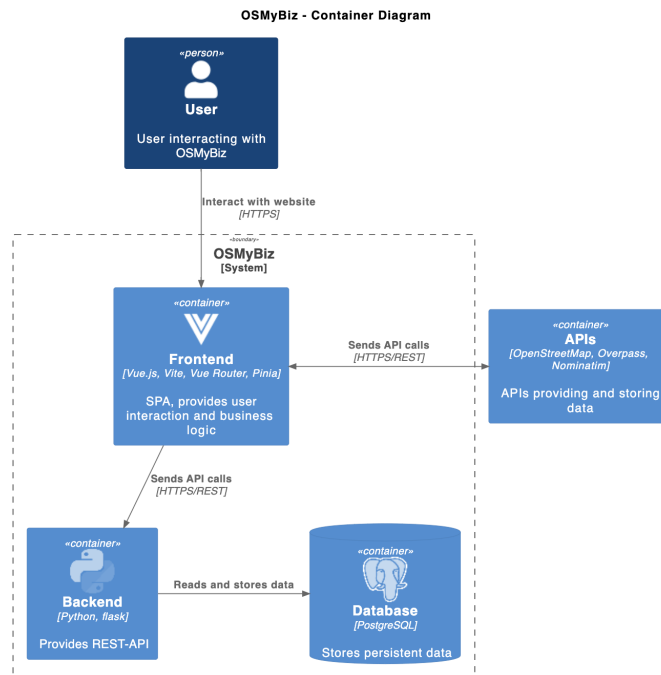 OSMyBiz - Container Diagram
«person»
User
User interracting with
OSMyBiz
Interact with website
[HTTPS]
«boundary»
OSMyBiz
[System]
«container»
Frontend
[Vue.js, Vite, Vue Router, Pinia]
SPA, provides user
interaction and business
logic
Sends API calls
[HTTPS/REST]
«container»
APIs
[OpenStreetMap, Overpass,
Nominatim]
APIs providing and storing
data
Sends API calls
[HTTPS/REST]
«container»
Backend
[Python, flask]
Provides REST-API
Reads and stores data
«container»
Database
[PostgreSQL]
Stores persistent data